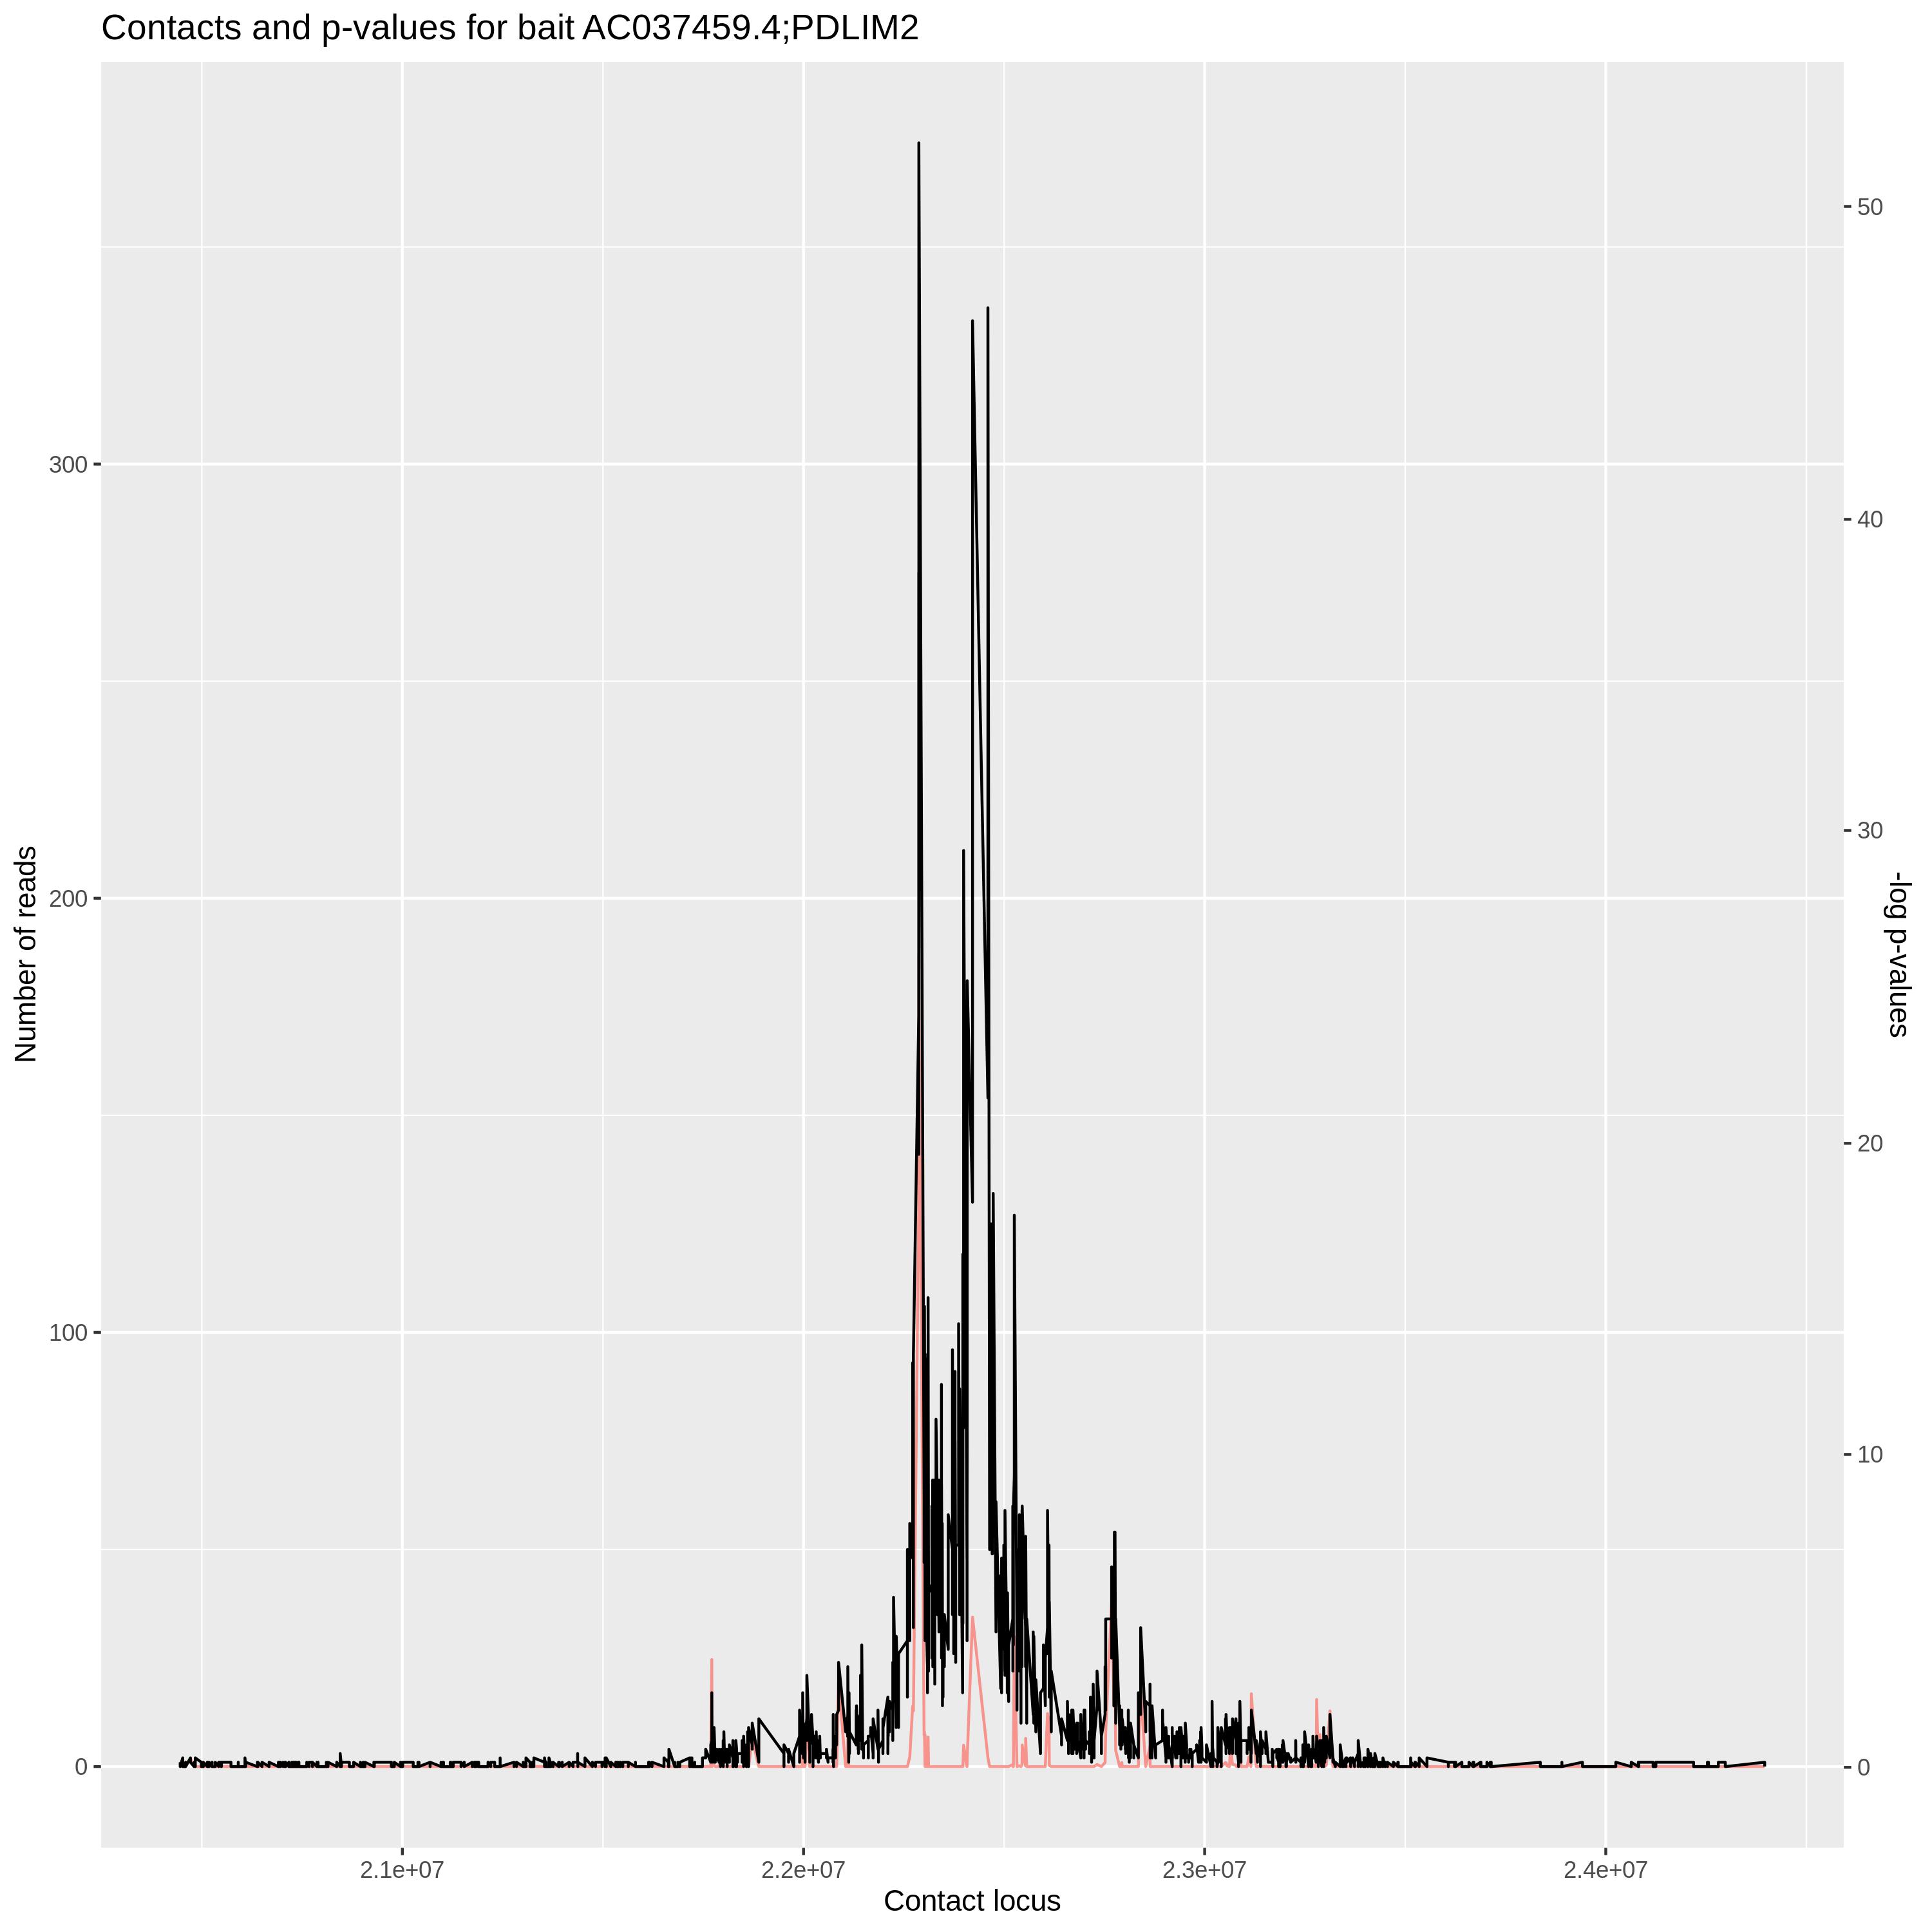 Contacts and p-values for bait AC037459.4;PDLIM2
300
200
100
0
Number of reads
50
40
30
20
10
0
-log p-values
2.1e+07
2.2e+07
2.3e+07
2.4e+07
Contact locus